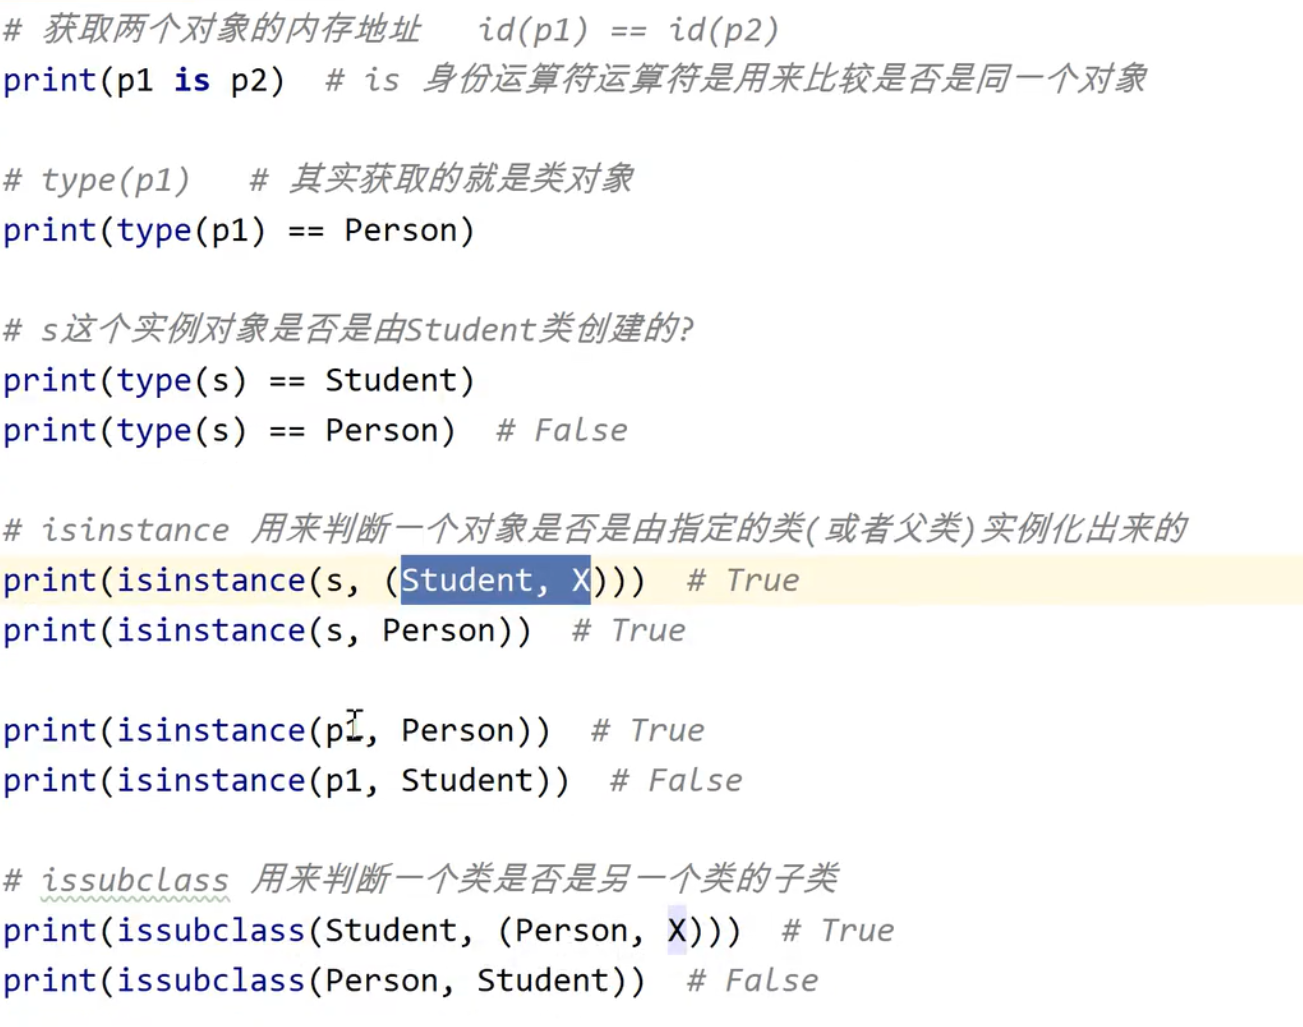 # 获取两个对象的内存地址   id(p1) == id(p2)
print(p1 is p2)  # is 身份运算符运算符是用来比较是否是同一个对象
# type(p1)   # 其实获取的就是类对象
print(type(p1) == Person)
# s这个实例对象是否是由Student类创建的?
print(type(s) == Student)
print(type(s) == Person)  # False
# isinstance 用来判断一个对象是否是由指定的类(或者父类)实例化出来的
print(isinstance(s, (Student, X)))  # True
print(isinstance(s, Person))  # True
print(isinstance(p1, Person))  # True
print(isinstance(p1, Student))  # False
# issubclass 用来判断一个类是否是另一个类的子类
print(issubclass(Student, (Person, X)))  # True
print(issubclass(Person, Student))  # False